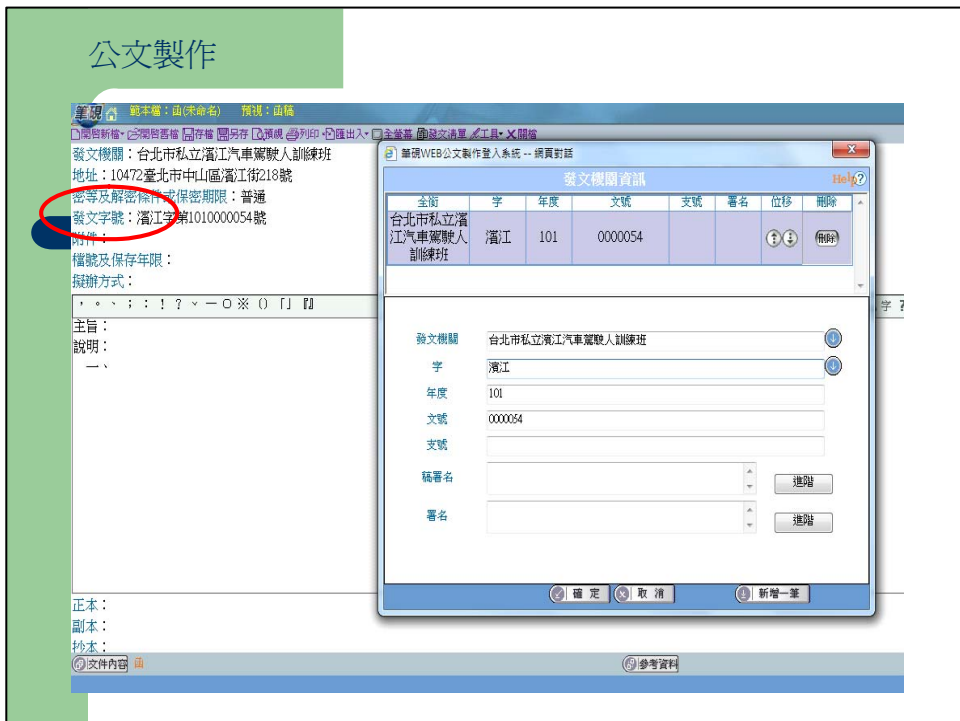 公文製作
筆硯 範本檔：函(未命名) 預視：函稿
開啟新檔 開啟舊檔 存檔 另存 預視 列印 匯出入 全螢幕 發文清單 工具 關檔
發文機關：台北市私立濱江汽車駕駛人訓練班
地址：10472臺北市中山區濱江街218號
密等及解密條件或保密期限：普通
發文字號：濱江字第1010000054號
附件：
檔號及保存年限：
擬辦方式：
，。、；：！？ˇ－○※（）「」『』
字
主旨：
說明：
一、
正本：
副本：
抄本：
文件內容 函
參考資料
筆硯WEB公文製作登入系統 -- 網頁對話
發文機關資訊
Help?
全銜 字 年度 文號 支號 署名 位移 刪除
台北市私立濱
江汽車駕駛人
訓練班
濱江 101 0000054 刪除
發文機關 台北市私立濱江汽車駕駛人訓練班
字 濱江
年度 101
文號 0000054
支號
稿署名 進階
署名 進階
確 定 取 消 新增一筆